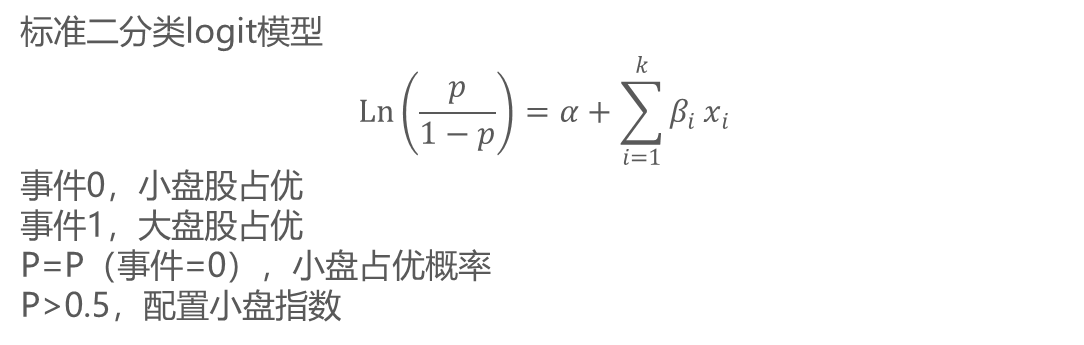 标准二分类logit模型
Ln(p/(1−p)) = α + ∑_{i=1}^{k} β_i x_i
事件0，小盘股占优
事件1，大盘股占优
P=P（事件=0），小盘占优概率
P>0.5，配置小盘指数